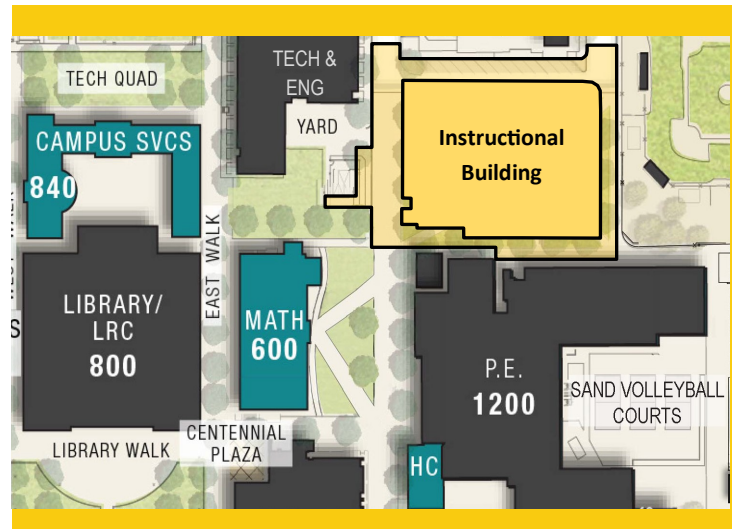 TECH QUAD
TECH &
ENG
YARD
Instructional
Building
CAMPUS SVCS
840
EAST WALK
LIBRARY/
LRC
800
MATH
600
P.E.
1200
SAND VOLLEYBALL
COURTS
CENTENNIAL
PLAZA
LIBRARY WALK
HC